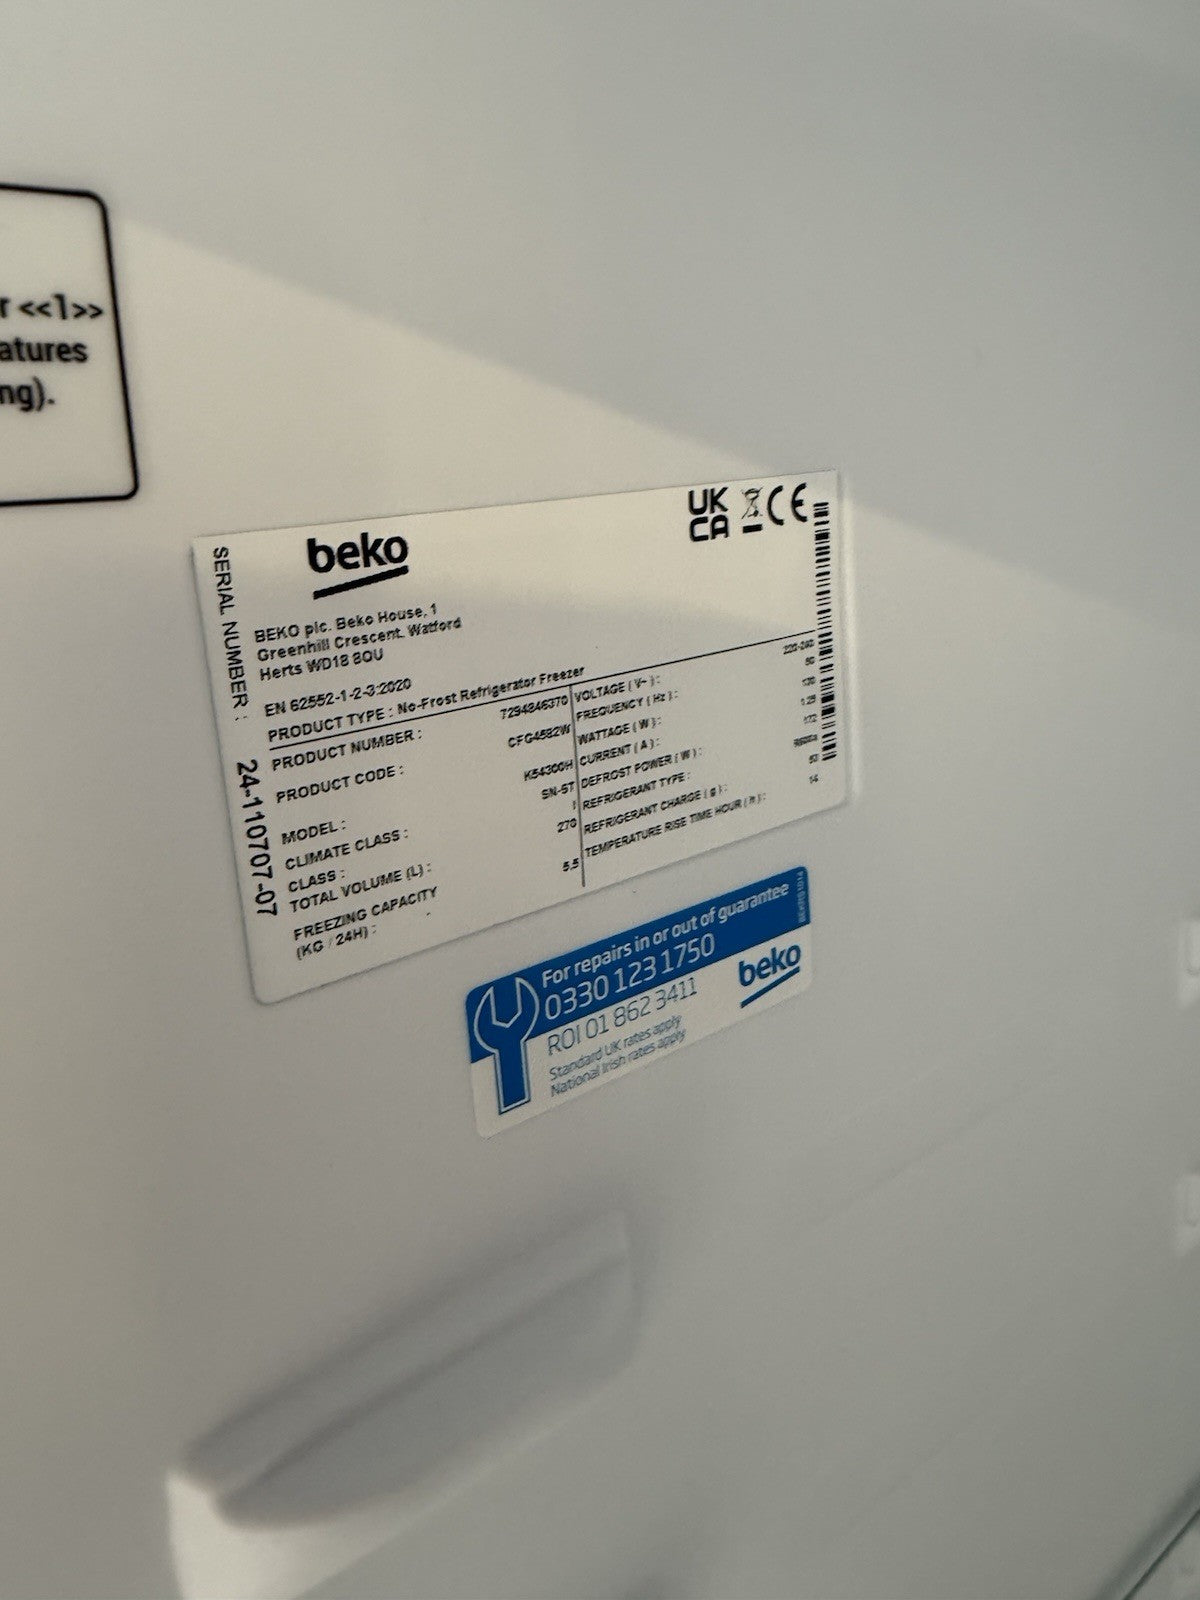 r <<1>>
atures
ng).
beko
UK
CA
CE
BEKO plc. Beko House, 1
Greenhill Crescent. Watford
Herts WD18 8QU
EN 62552-1-2-3:2020
PRODUCT TYPE : No-Frost Refrigerator Freezer
PRODUCT NUMBER : 7294846370
PRODUCT CODE : CFG4582W
MODEL : K54300H
CLIMATE CLASS : SN-ST
CLASS : I
TOTAL VOLUME (L) : 270
FREEZING CAPACITY
(KG / 24H) : 5.5
VOLTAGE ( V~ ) : 220-240
FREQUENCY ( Hz ) : 50
WATTAGE ( W ) :
CURRENT ( A ) :
DEFROST POWER ( W ) : 172
REFRIGERANT TYPE : R600a
REFRIGERANT CHARGE ( g ) :
TEMPERATURE RISE TIME HOUR ( h ) : 14
SERIAL NUMBER : 24-110707-07
For repairs in or out of guarantee
0330 123 1750
ROI 01 862 3411
Standard UK rates apply
National Irish rates apply
beko